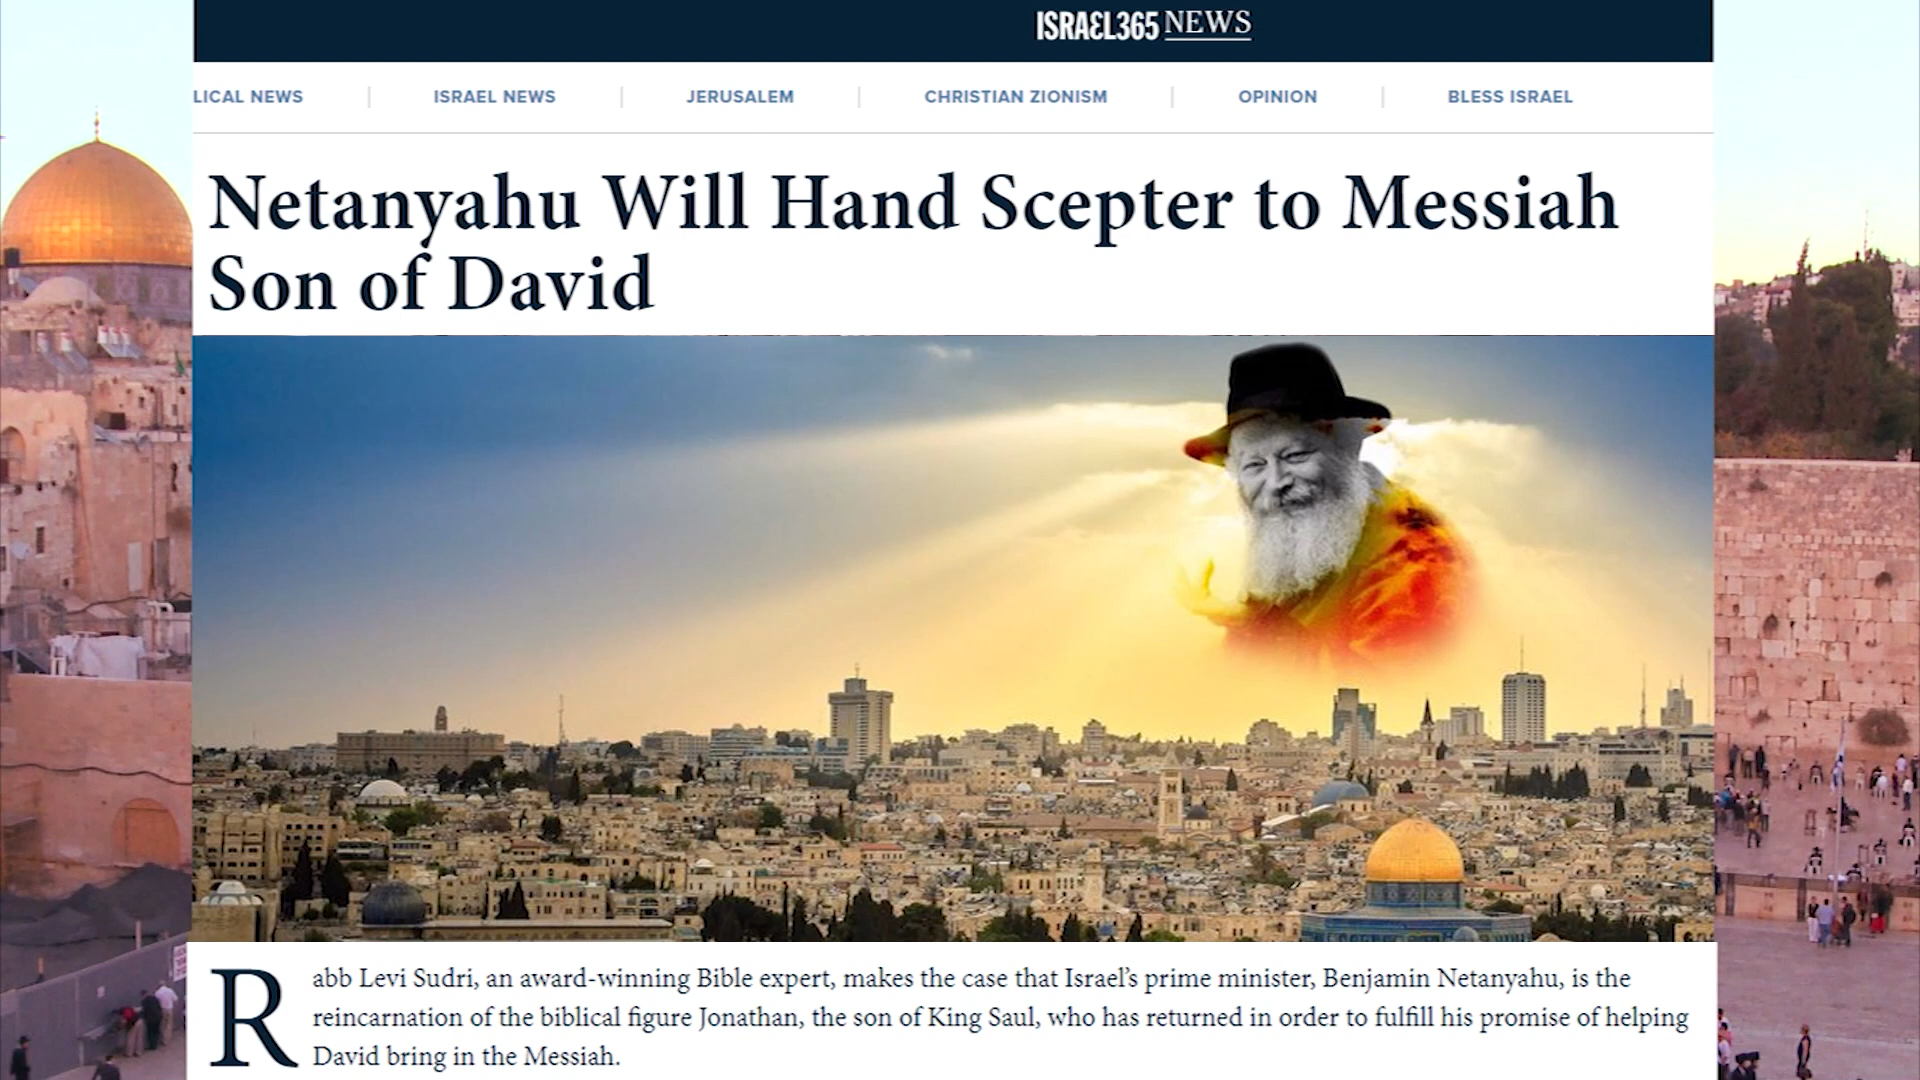 ISRAEL365 NEWS
LICAL NEWS | ISRAEL NEWS | JERUSALEM | CHRISTIAN ZIONISM | OPINION | BLESS ISRAEL
Netanyahu Will Hand Scepter to Messiah
Son of David
Rabb Levi Sudri, an award-winning Bible expert, makes the case that Israel’s prime minister, Benjamin Netanyahu, is the
reincarnation of the biblical figure Jonathan, the son of King Saul, who has returned in order to fulfill his promise of helping
David bring in the Messiah.